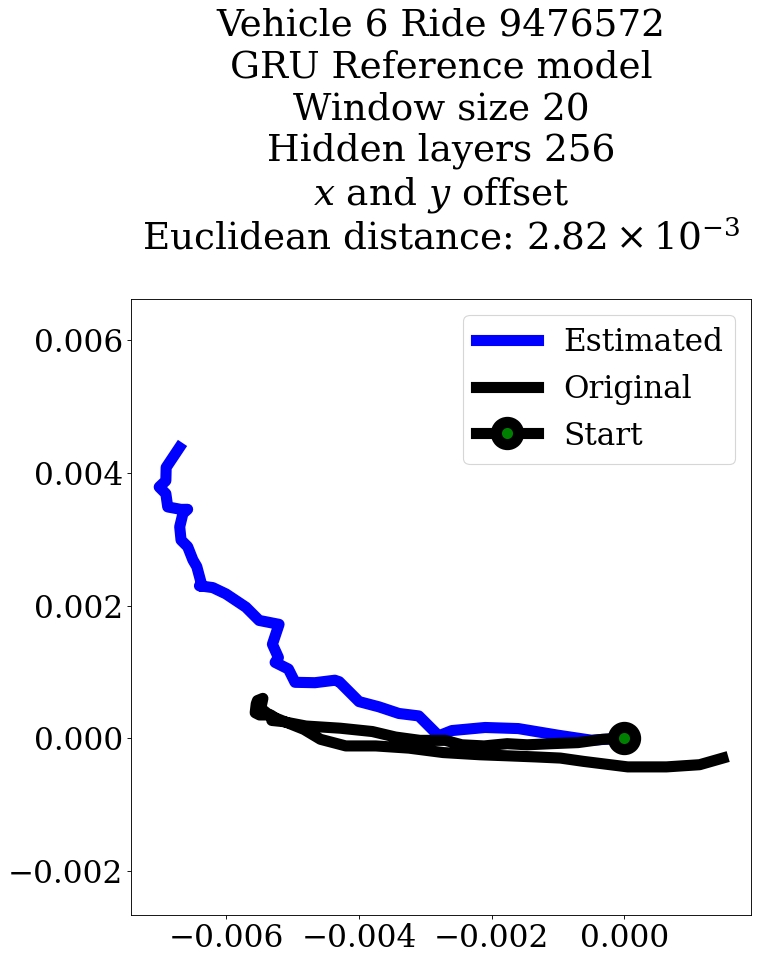 Vehicle 6 Ride 9476572
GRU Reference model
Window size 20
Hidden layers 256
x and y offset
Euclidean distance: 2.82 × 10⁻³
Estimated
Original
Start
0.006
0.004
0.002
0.000
−0.002
−0.006 −0.004 −0.002 0.000